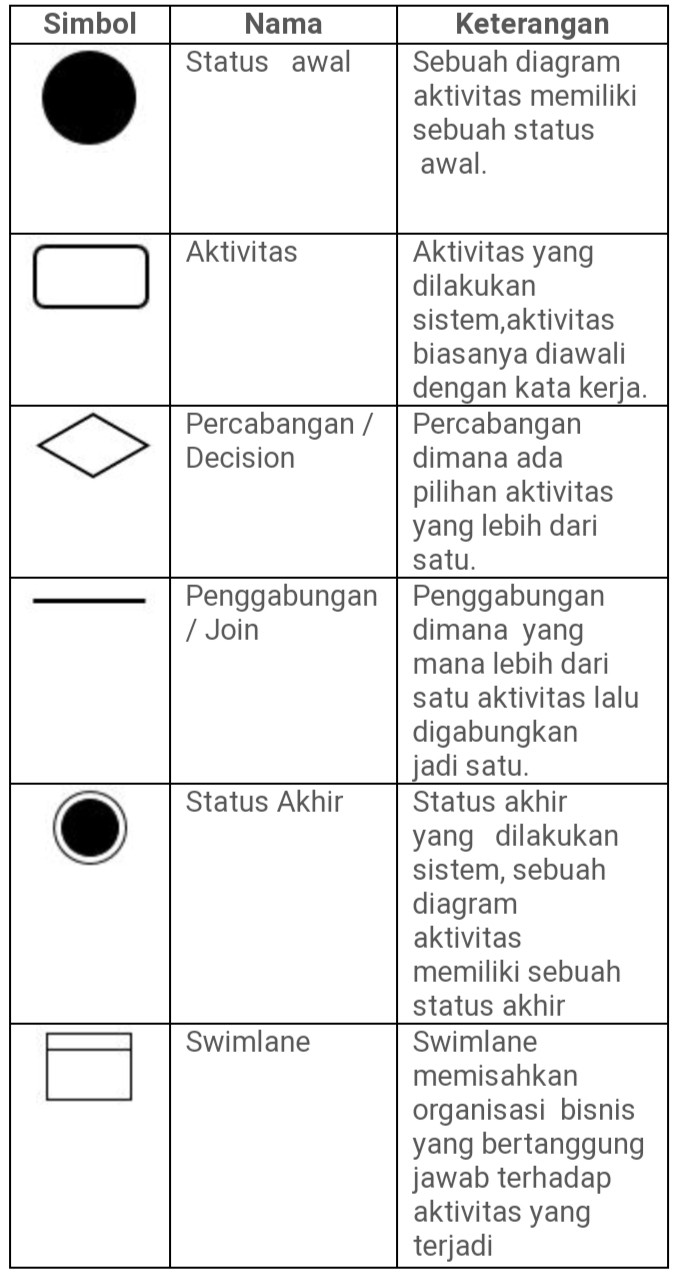 Simbol Nama Keterangan
Status awal
Sebuah diagram
aktivitas memiliki
sebuah status
awal.
Aktivitas
Aktivitas yang
dilakukan
sistem,aktivitas
biasanya diawali
dengan kata kerja.
Percabangan /
Decision
Percabangan
dimana ada
pilihan aktivitas
yang lebih dari
satu.
Penggabungan
/ Join
Penggabungan
dimana yang
mana lebih dari
satu aktivitas lalu
digabungkan
jadi satu.
Status Akhir
Status akhir
yang dilakukan
sistem, sebuah
diagram
aktivitas
memiliki sebuah
status akhir
Swimlane
Swimlane
memisahkan
organisasi bisnis
yang bertanggung
jawab terhadap
aktivitas yang
terjadi